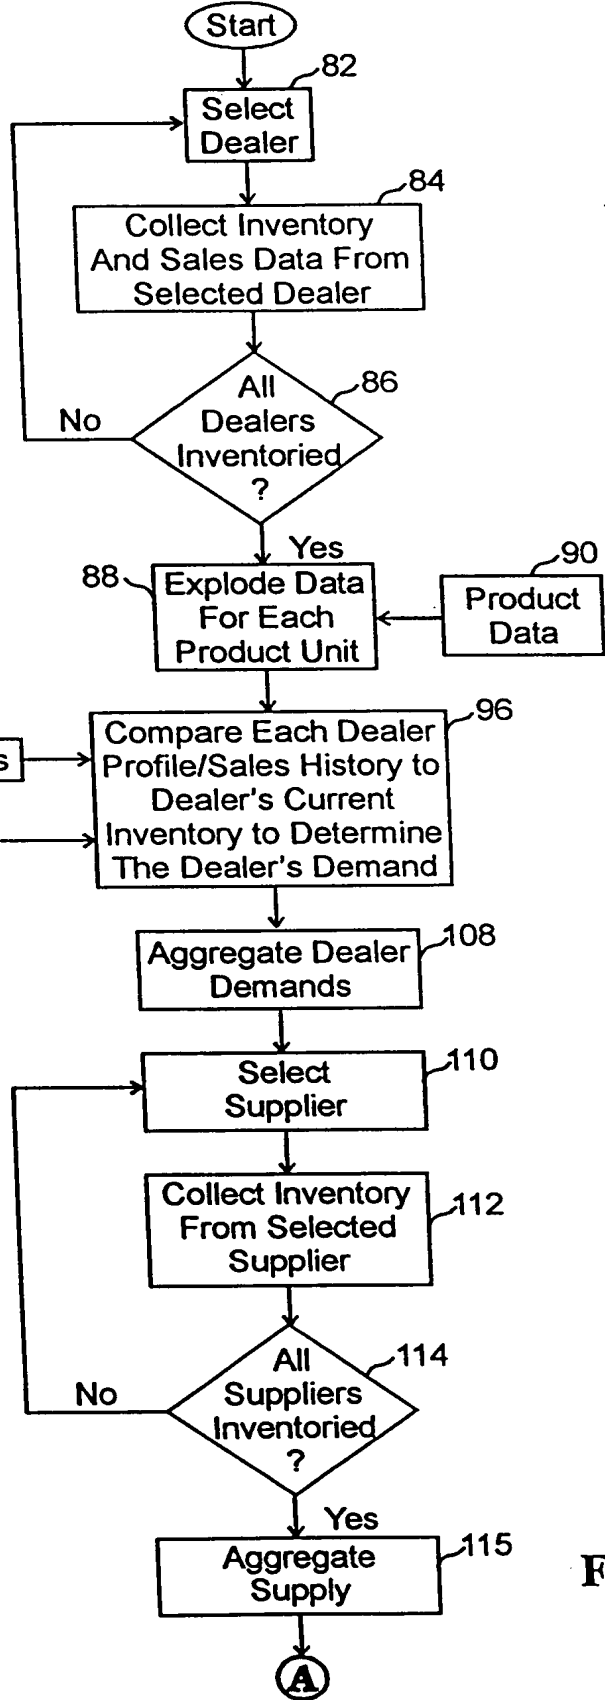 Start
82
Select
Dealer
84
Collect Inventory
And Sales Data From
Selected Dealer
86
All
Dealers
Inventoried
?
No
Yes
88
Explode Data
For Each
Product Unit
90
Product
Data
96
s
Compare Each Dealer
Profile/Sales History to
Dealer's Current
Inventory to Determine
The Dealer's Demand
108
Aggregate Dealer
Demands
110
Select
Supplier
112
Collect Inventory
From Selected
Supplier
114
All
Suppliers
Inventoried
?
No
Yes
115
Aggregate
Supply
F
A